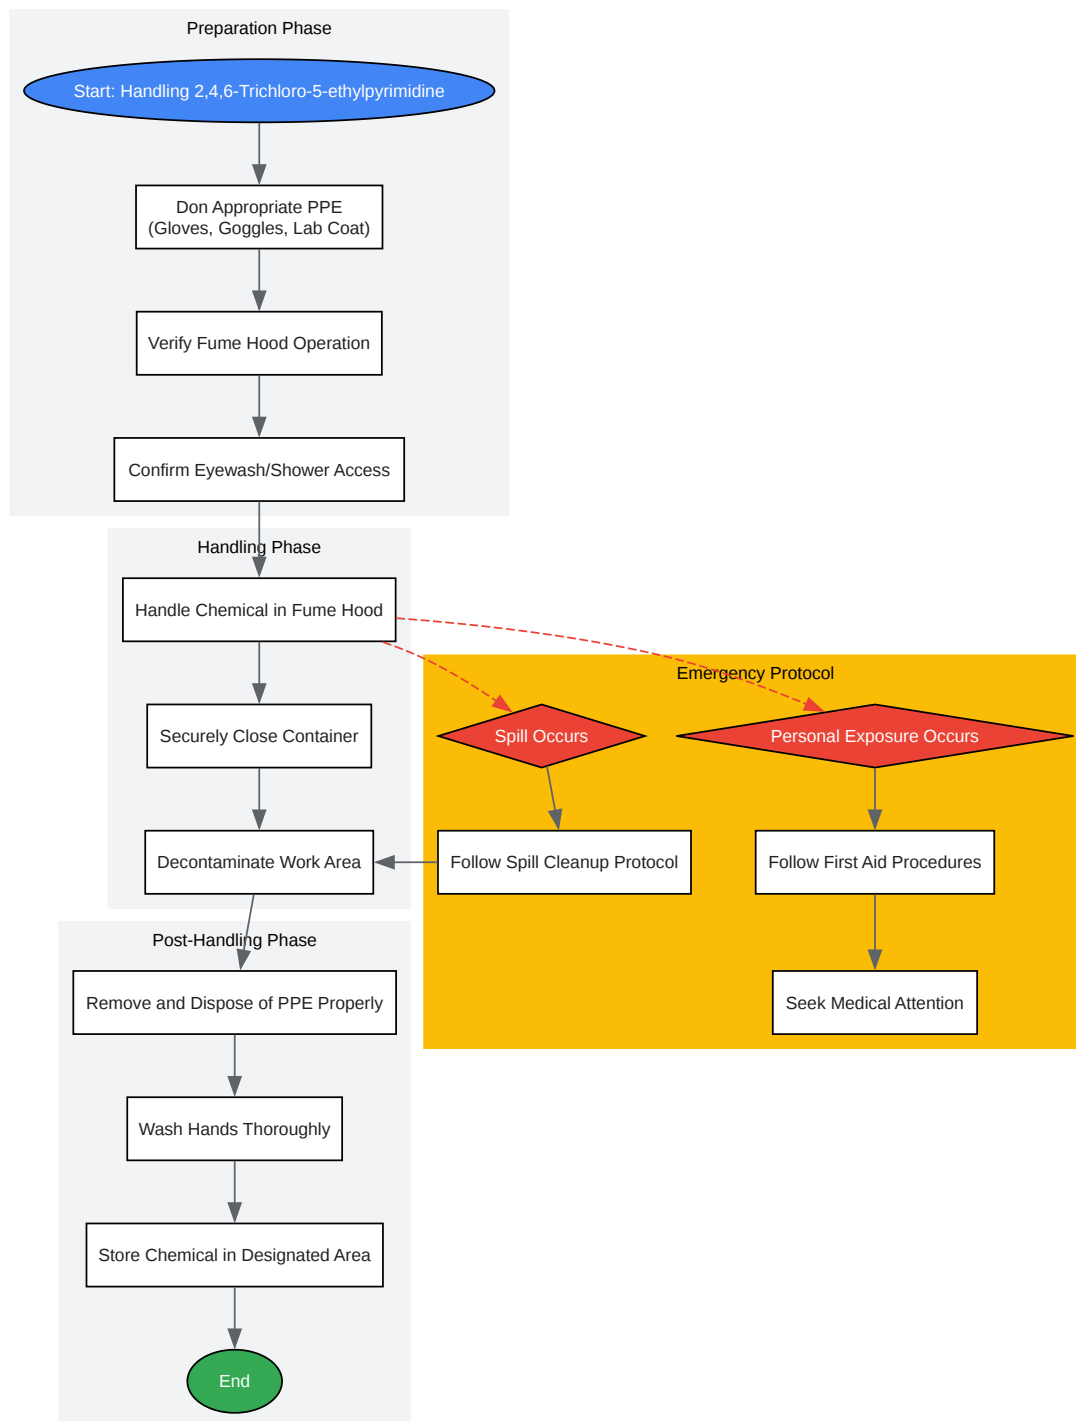 Preparation Phase
Start: Handling 2,4,6-Trichloro-5-ethylpyrimidine
Don Appropriate PPE
(Gloves, Goggles, Lab Coat)
Verify Fume Hood Operation
Confirm Eyewash/Shower Access
Handling Phase
Handle Chemical in Fume Hood
Securely Close Container
Decontaminate Work Area
Emergency Protocol
Spill Occurs
Personal Exposure Occurs
Follow Spill Cleanup Protocol
Follow First Aid Procedures
Seek Medical Attention
Post-Handling Phase
Remove and Dispose of PPE Properly
Wash Hands Thoroughly
Store Chemical in Designated Area
End